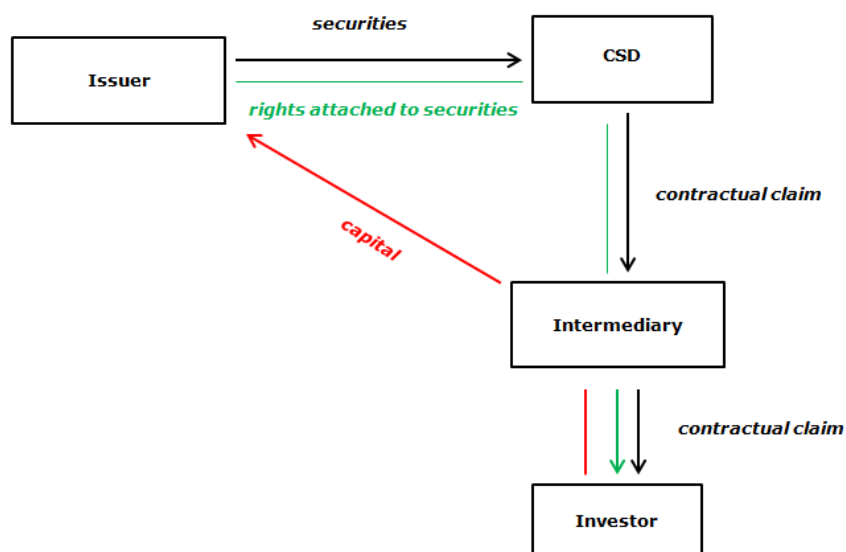 securities
CSD
Issuer
rights attached to securities
contractual claim
capital
Intermediary
contractual claim
Investor